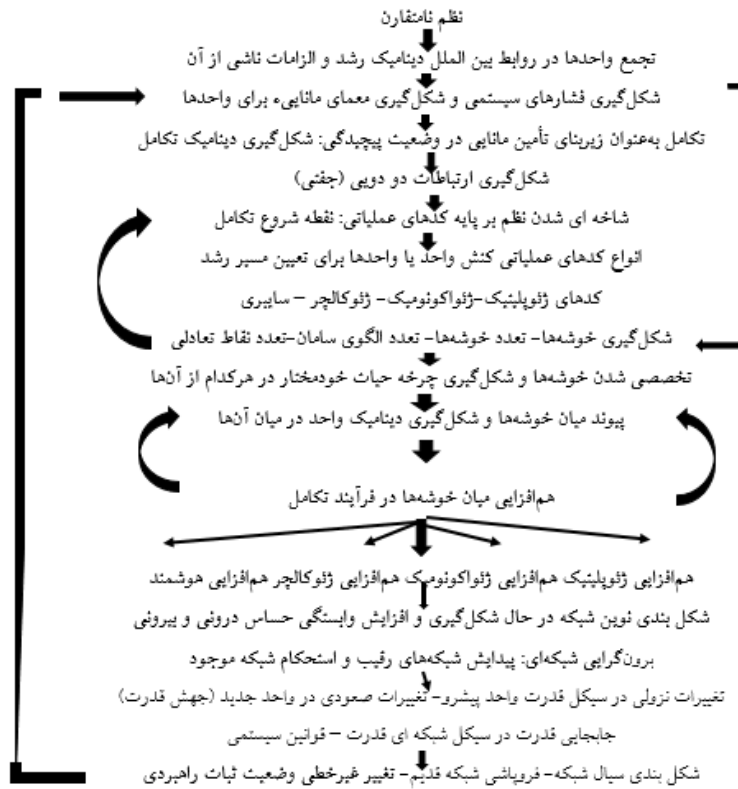 نظم نامتقارن
تجمع واحدها در روابط بین الملل دینامیک رشد و الزامات ناشی از آن
شکل‌گیری فشارهای سیستمی و شکل‌گیری معمای مانایی‌ء برای واحدها
تکامل به‌عنوان زیربنای تأمین مانائی در وضعیت پیچیدگی: شکل‌گیری دینامیک تکامل
شکل‌گیری ارتباطات دو دویی (جفتی)
شاخه ای شدن نظم بر پایه کدهای عملیاتی: نقطه شروع تکامل
انواع کدهای عملیاتی کنش واحد یا واحدها برای تعیین مسیر رشد
کدهای ژئوپلیتیک-ژئواکونومیک- ژئوکالچر – سایبری
شکل‌گیری خوشه‌ها- تعدد خوشه‌ها- تعدد الگوی سامان-تعدد نقاط تعادلی
تخصصی شدن خوشه‌ها و شکل‌گیری چرخه حیات خودمختار در هرکدام از آن‌ها
پیوند میان خوشه‌ها و شکل‌گیری دینامیک واحد در میان آن‌ها
هم‌افزایی میان خوشه‌ها در فرآیند تکامل
هم‌افزایی ژئوپلیتیک هم‌افزایی ژئواکونومیک هم‌افزایی ژئوکالچر هم‌افزایی هوشمند
شکل بندی نوین شبکه در حال شکل‌گیری و افزایش وابستگی حساس درونی و بیرونی
برون‌گرایی شبکه‌ای: پیدایش شبکه‌های رقیب و استحکام شبکه موجود
تغییرات نزولی در سیکل قدرت واحد پیشرو- تغییرات صعودی در واحد جدید (جهش قدرت)
جابجایی قدرت در سیکل شبکه ای قدرت – قوانین سیستمی
شکل بندی سیال شبکه- فروپاشی شبکه قدیم- تغییر غیرخطی وضعیت ثبات راهبردی